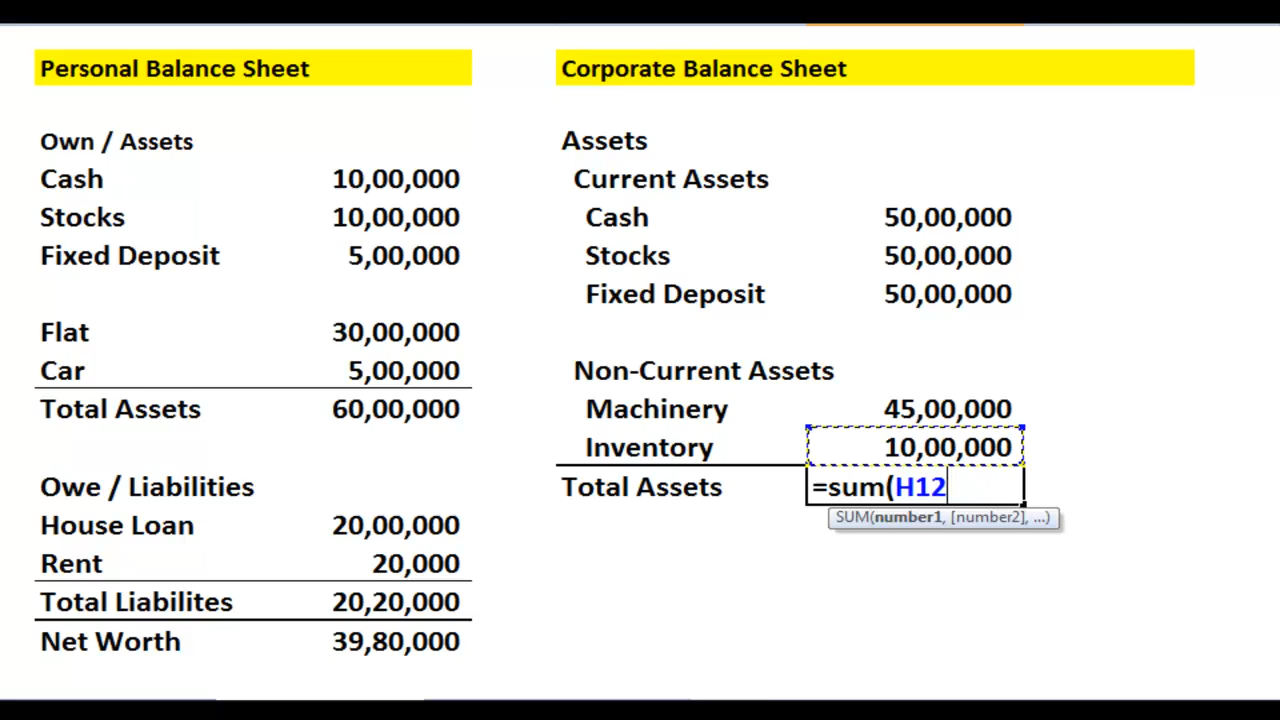 Personal Balance Sheet
Own / Assets
Cash 10,00,000
Stocks 10,00,000
Fixed Deposit 5,00,000
Flat 30,00,000
Car 5,00,000
Total Assets 60,00,000
Owe / Liabilities
House Loan 20,00,000
Rent 20,000
Total Liabilites 20,20,000
Net Worth 39,80,000
Corporate Balance Sheet
Assets
Current Assets
Cash 50,00,000
Stocks 50,00,000
Fixed Deposit 50,00,000
Non-Current Assets
Machinery 45,00,000
Inventory 10,00,000
Total Assets =sum(H12
SUM(number1, [number2], ...)